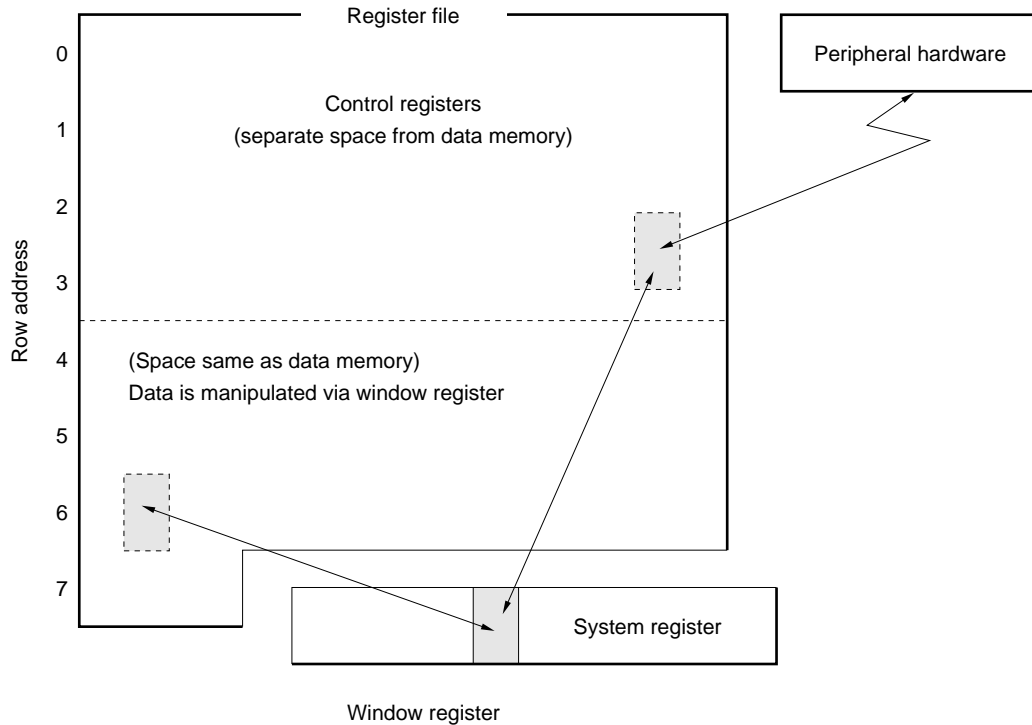 Register file
Peripheral hardware
Control registers
(separate space from data memory)
Row address
0
1
2
3
4
5
6
7
(Space same as data memory)
Data is manipulated via window register
System register
Window register